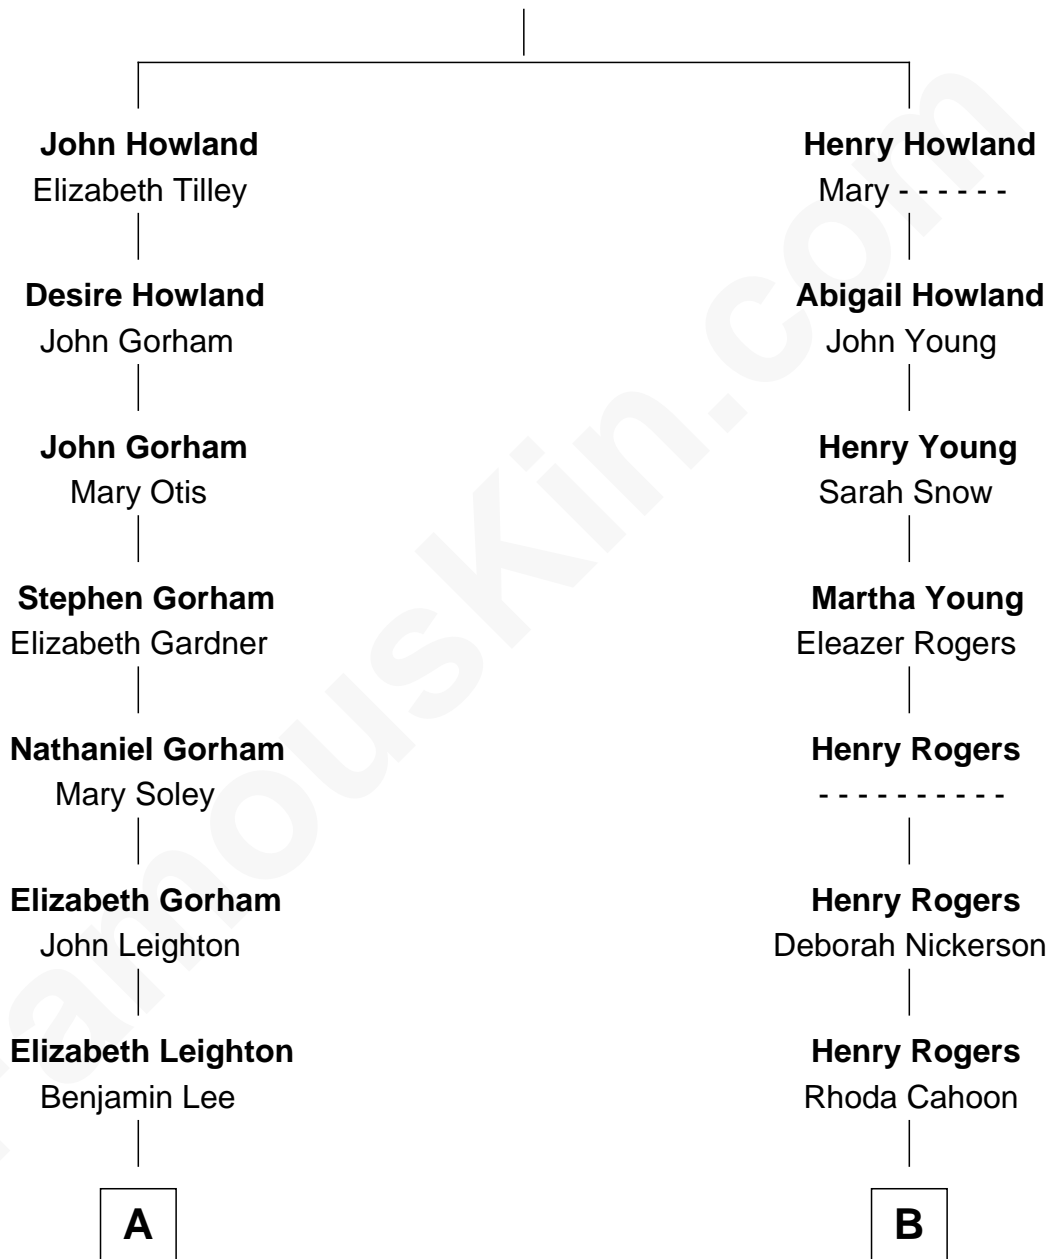 John Howland
Elizabeth Tilley
Desire Howland
John Gorham
John Gorham
Mary Otis
Stephen Gorham
Elizabeth Gardner
Nathaniel Gorham
Mary Soley
Elizabeth Gorham
John Leighton
Elizabeth Leighton
Benjamin Lee
A
Henry Howland
Mary - - - - - -
Abigail Howland
John Young
Henry Young
Sarah Snow
Martha Young
Eleazer Rogers
Henry Rogers
- - - - - - - - - -
Henry Rogers
Deborah Nickerson
Henry Rogers
Rhoda Cahoon
B
FamousKin.com